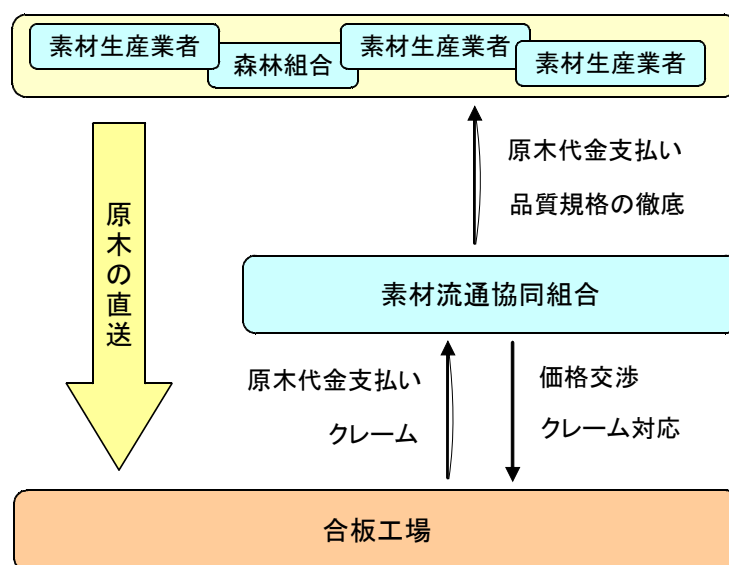 素材生産業者
森林組合
素材生産業者
素材生産業者
原木の直送
原木代金支払い
品質規格の徹底
素材流通協同組合
原木代金支払い
クレーム
価格交渉
クレーム対応
合板工場